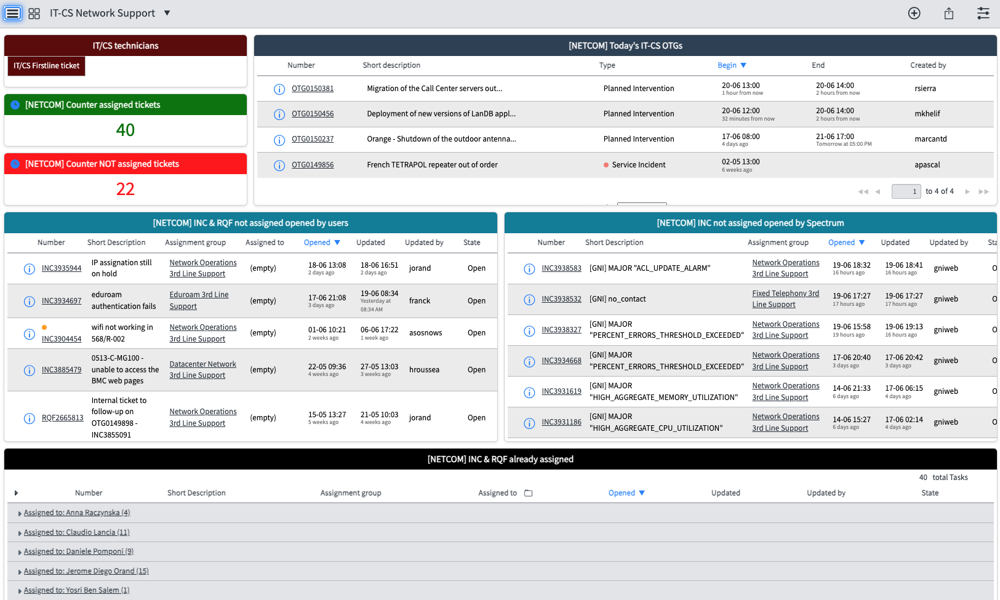 IT-CS Network Support ▼
IT/CS technicians
IT/CS Firstline ticket
[NETCOM] Counter assigned tickets
40
[NETCOM] Counter NOT assigned tickets
22
[NETCOM] Today's IT-CS OTGs
Number Short description Type Begin ▼ End Created by
OTG0150381 Migration of the Call Center servers out... Planned Intervention 20-06 13:00 20-06 14:00 rsierra
1 hour from now 2 hours from now
OTG0150456 Deployment of new versions of LanDB appl... Planned Intervention 20-06 12:00 20-06 14:00 mkhelif
32 minutes from now 2 hours from now
OTG0150237 Orange - Shutdown of the outdoor antenna... Planned Intervention 17-06 08:00 21-06 17:00 marcantd
4 days ago Tomorrow at 05:00 PM
OTG0149856 French TETRAPOL repeater out of order Service Incident 02-05 13:00 apascal
6 weeks ago
1 to 4 of 4
[NETCOM] INC & RQF not assigned opened by users
Number Short Description Assignment group Assigned to Opened ▼ Updated Updated by State
INC3935944 IP assignation still on hold Network Operations 3rd Line Support (empty) 18-06 13:08 18-06 16:51 jorand Open
2 days ago 2 days ago
INC3934697 eduroam authentication fails Eduroam 3rd Line Support (empty) 17-06 21:08 19-06 08:34 franck Open
3 days ago Yesterday at 08:34 AM
INC3904454 wifi not working in 568/R-002 Network Operations 3rd Line Support (empty) 01-06 10:21 06-06 17:22 asosnows Open
2 weeks ago 1 week ago
INC3885479 0513-C-MG100 - unable to access the BMC web pages Datacenter Network 3rd Line Support (empty) 22-05 09:36 27-05 13:03 hroussea Open
4 weeks ago 3 weeks ago
RQF2665813 Internal ticket to follow-up on OTG0149898 - INC3855091 Network Operations 3rd Line Support (empty) 15-05 13:27 21-05 10:03 jorand Open
5 weeks ago 4 weeks ago
[NETCOM] INC not assigned opened by Spectrum
Number Short Description Assignment group Opened ▼ Updated Updated by Sta
INC3938583 [GNI] MAJOR "ACL_UPDATE_ALARM" Network Operations 3rd Line Support 19-06 18:32 19-06 18:41 gniweb O
16 hours ago 16 hours ago
INC3938532 [GNI] no_contact Fixed Telephony 3rd Line Support 19-06 17:27 19-06 17:27 gniweb O
17 hours ago 17 hours ago
INC3938327 [GNI] MAJOR "PERCENT_ERRORS_THRESHOLD_EXCEEDED" Network Operations 3rd Line Support 19-06 15:58 19-06 19:13 gniweb O
19 hours ago 16 hours ago
INC3934668 [GNI] MAJOR "PERCENT_ERRORS_THRESHOLD_EXCEEDED" Network Operations 3rd Line Support 17-06 20:40 17-06 20:42 gniweb O
3 days ago 3 days ago
INC3931619 [GNI] MAJOR "HIGH_AGGREGATE_MEMORY_UTILIZATION" Network Operations 3rd Line Support 14-06 21:33 17-06 06:15 gniweb O
6 days ago 4 days ago
INC3931186 [GNI] MAJOR "HIGH_AGGREGATE_CPU_UTILIZATION" Network Operations 3rd Line Support 14-06 15:27 17-06 02:14 gniweb O
6 days ago 4 days ago
[NETCOM] INC & RQF already assigned
40 total Tasks
Number Short Description Assignment group Assigned to Opened ▼ Updated Updated by State
Assigned to: Anna Raczynska (4)
Assigned to: Claudio Lancia (11)
Assigned to: Daniele Pomponi (9)
Assigned to: Jerome Diego Orand (15)
Assigned to: Yosri Ben Salem (1)